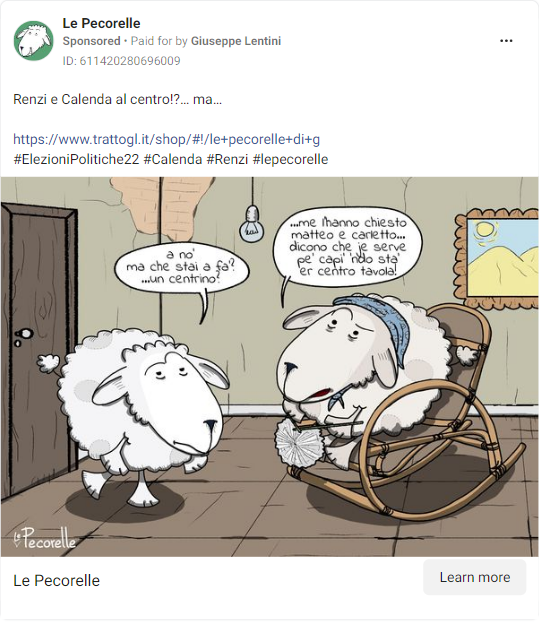 Le Pecorelle
Sponsored • Paid for by Giuseppe Lentini
ID: 611420280696009
Renzi e Calenda al centro!?... ma...
https://www.trattogl.it/shop/#!/le+pecorelle+di+g
#ElezioniPolitiche22 #Calenda #Renzi #lepecorelle
a no'
ma che stai a fa'?
...un centrino!
...me l'hanno chiesto
matteo e carletto...
dicono che je serve
pe' capi' 'ndo sta'
er centro tavola!
Le Pecorelle
Le Pecorelle
Learn more